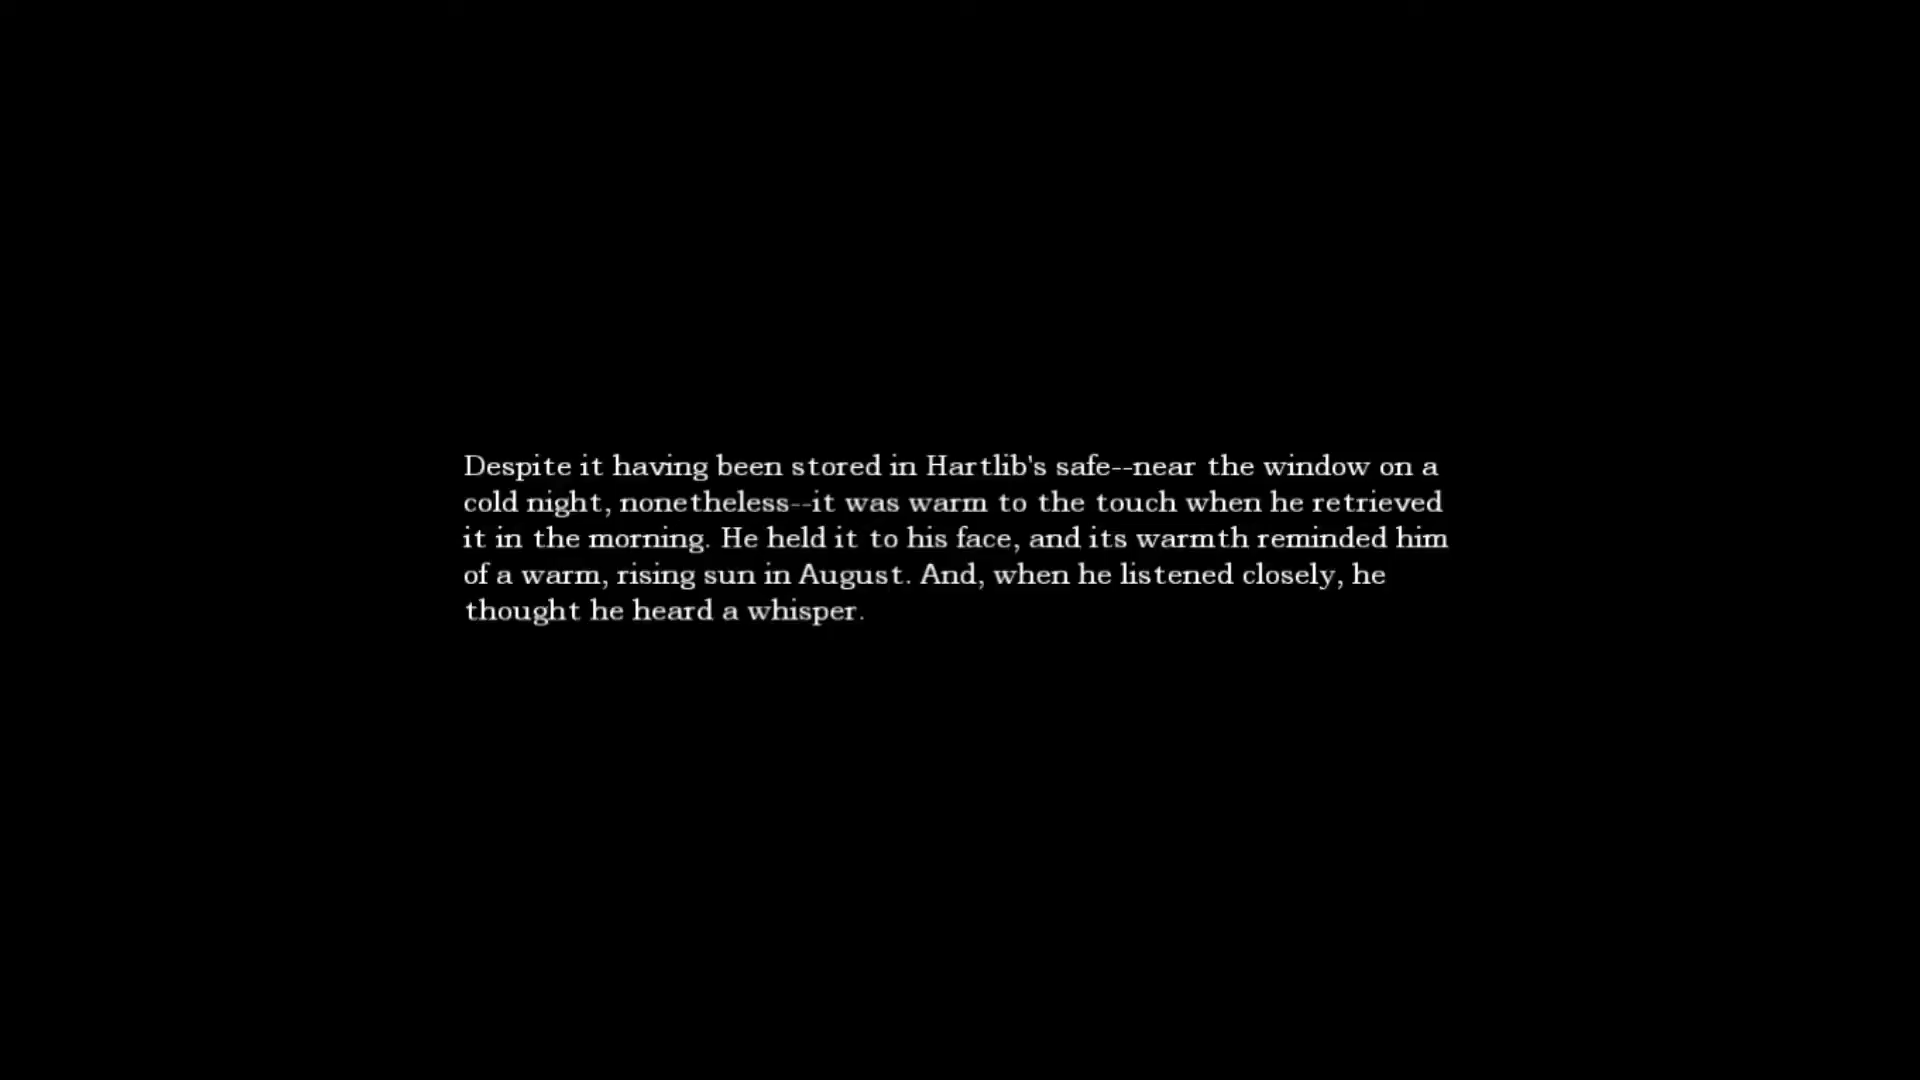 Despite it having been stored in Hartlib's safe--near the window on a
cold night, nonetheless--it was warm to the touch when he retrieved
it in the morning. He held it to his face, and its warmth reminded him
of a warm, rising sun in August. And, when he listened closely, he
thought he heard a whisper.